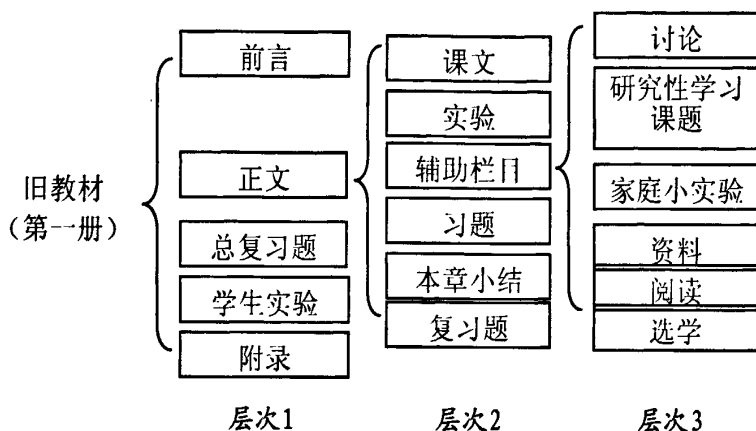 旧教材
（第一册）
前言
正文
总复习题
学生实验
附录
层次1
课文
实验
辅助栏目
习题
本章小结
复习题
层次2
讨论
研究性学习
课题
家庭小实验
资料
阅读
选学
层次3